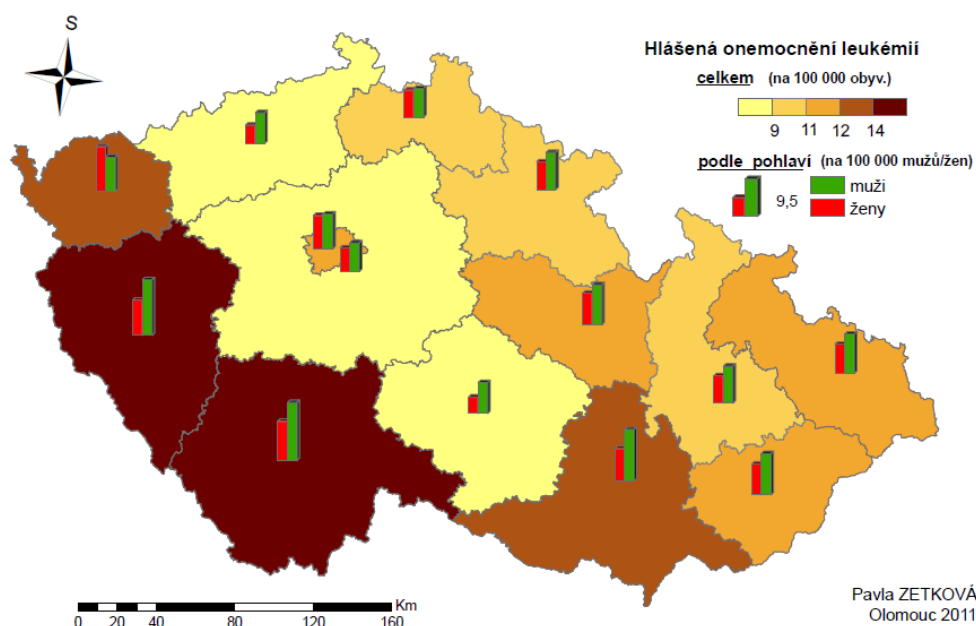 S
Hlášená onemocnění leukémií
celkem (na 100 000 obyv.)
9 11 12 14
podle pohlaví (na 100 000 mužů/žen)
9,5
muži
ženy
Km
0 20 40 80 120 160
Pavla ZETKOVÁ
Olomouc 2011